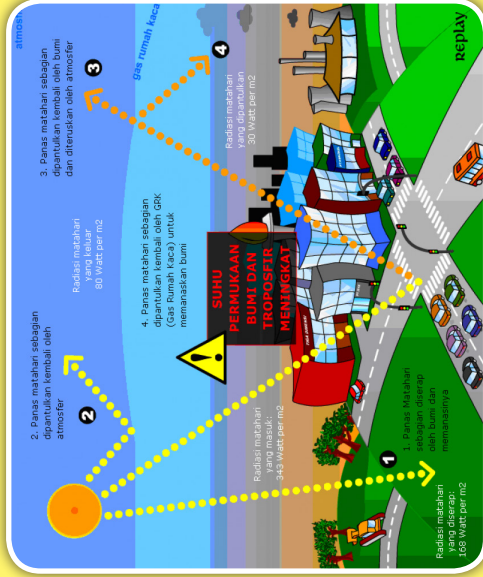 atmosf
gas rumah kaca
2. Panas matahari sebagian
dipantulkan kembali oleh
atmosfer
3. Panas matahari sebagian
dipantulkan kembali oleh bumi
dan diteruskan oleh atmosfer
3
2
Radiasi matahari
yang keluar
80 Watt per m2
4
4. Panas matahari sebagian
dipantulkan kembali oleh GRK
(Gas Rumah Kaca) untuk
memanaskan bumi
Radiasi matahari
yang dipantulkan
30 Watt per m2
SUHU
PERMUKAAN
BUMI DAN
TROPOSFIR
MENINGKAT
Radiasi matahari
yang masuk:
343 Watt per m2
1
1. Panas Matahari
sebagian diserap
oleh bumi dan
memanasinya
Radiasi matahari
yang diserap:
168 Watt per m2
REPLAY